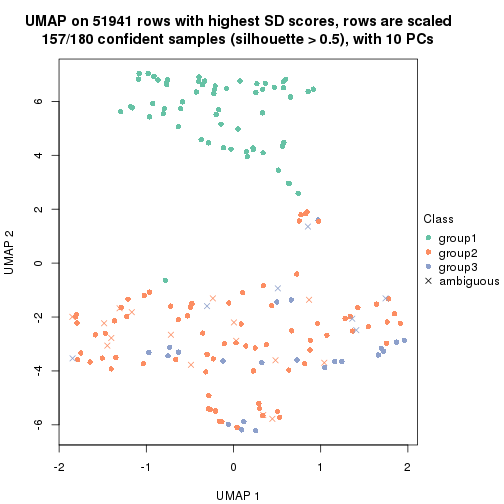 UMAP on 51941 rows with highest SD scores, rows are scaled
157/180 confident samples (silhouette > 0.5), with 10 PCs
6
4
2
0
-2
-4
-6
UMAP 2
-2
-1
0
1
2
UMAP 1
Class
group1
group2
group3
ambiguous